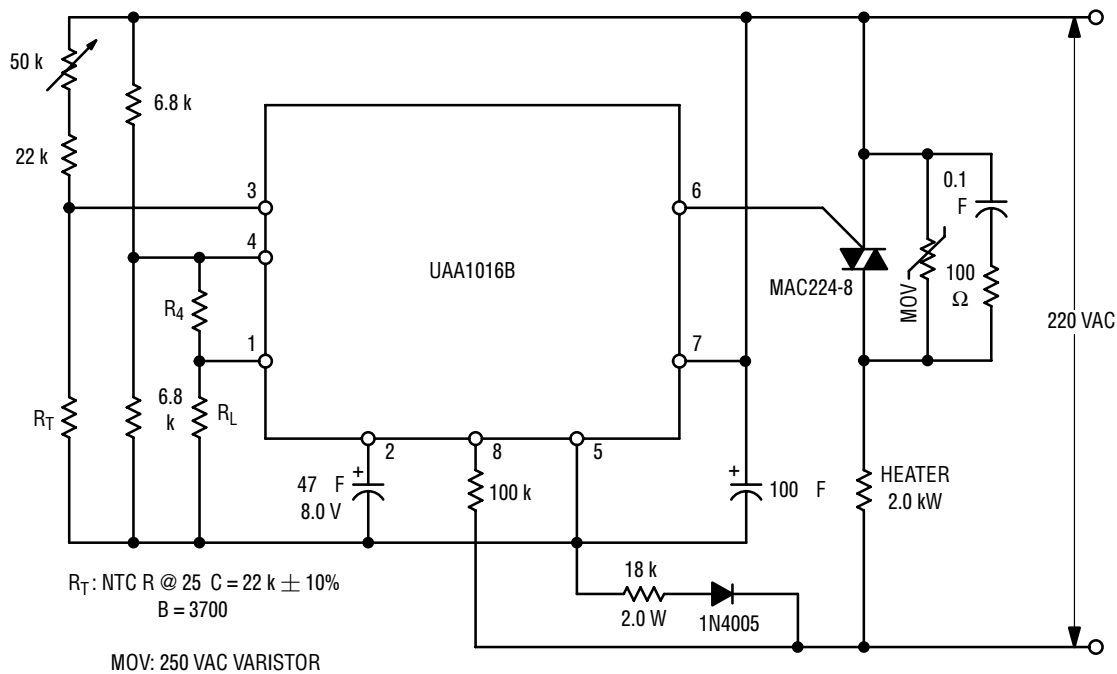 50 k
6.8 k
22 k
3
4
1
6
7
UAA1016B
R4
RT
6.8
k
RL
2
8
5
+
47 F
8.0 V
100 k
+
100 F
MAC224-8
MOV
0.1
F
100
Ω
220 VAC
HEATER
2.0 kW
18 k
2.0 W
1N4005
RT: NTC R @ 25 C = 22 k ± 10%
B = 3700
MOV: 250 VAC VARISTOR